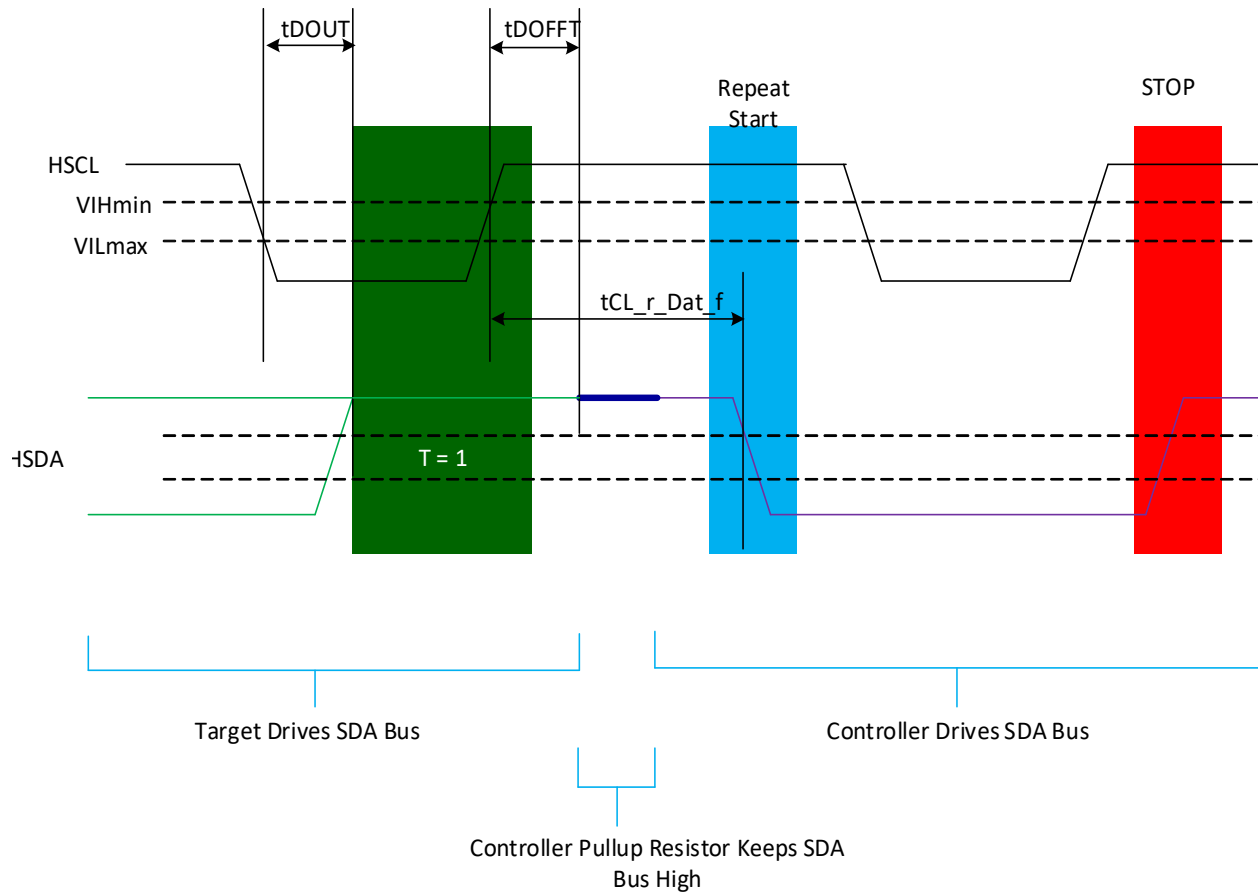 tDOUT
tDOFFT
Repeat
Start
STOP
HSCL
VIHmin
VILmax
tCL_r_Dat_f
HSDA
T = 1
Target Drives SDA Bus
Controller Drives SDA Bus
Controller Pullup Resistor Keeps SDA
Bus High